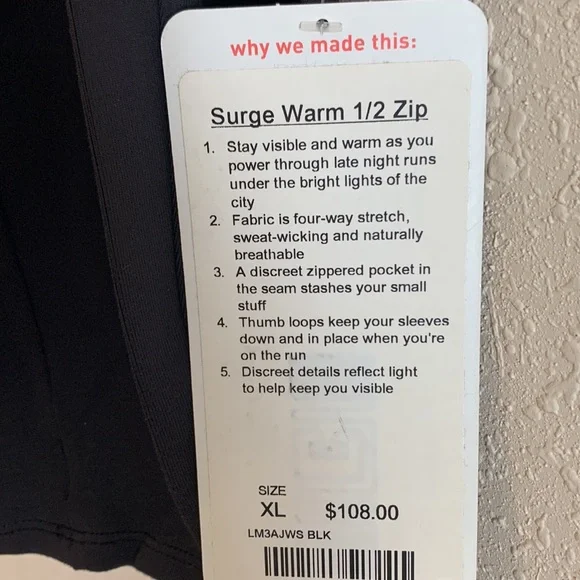 why we made this:
Surge Warm 1/2 Zip
1. Stay visible and warm as you
power through late night runs
under the bright lights of the
city
2. Fabric is four-way stretch,
sweat-wicking and naturally
breathable
3. A discreet zippered pocket in
the seam stashes your small
stuff
4. Thumb loops keep your sleeves
down and in place when you're
on the run
5. Discreet details reflect light
to help keep you visible
SIZE
XL $108.00
LM3AJWS BLK